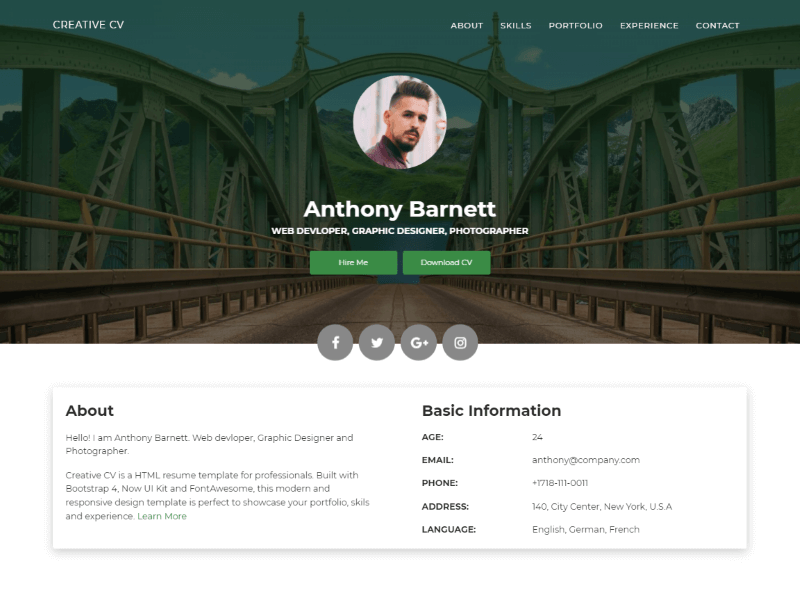 CREATIVE CV
ABOUT SKILLS PORTFOLIO EXPERIENCE CONTACT
Anthony Barnett
WEB DEVLOPER, GRAPHIC DESIGNER, PHOTOGRAPHER
Hire Me
Download CV
About
Hello! I am Anthony Barnett. Web devloper, Graphic Designer and
Photographer.
Creative CV is a HTML resume template for professionals. Built with
Bootstrap 4, Now UI Kit and FontAwesome, this modern and
responsive design template is perfect to showcase your portfolio, skils
and experience. Learn More
Basic Information
AGE: 24
EMAIL: anthony@company.com
PHONE: +1718-111-0011
ADDRESS: 140, City Center, New York, U.S.A
LANGUAGE: English, German, French